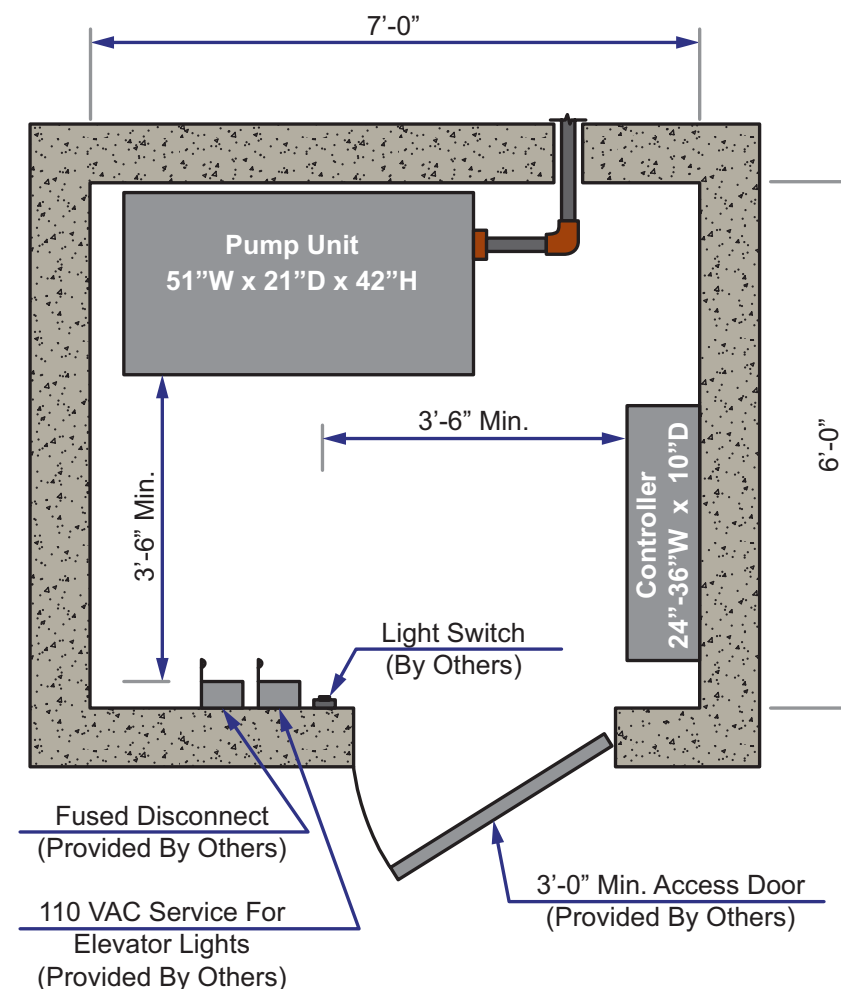 7’-0”
Pump Unit
51”W x 21”D x 42”H
3’-6” Min.
6’-0”
3’-6” Min.
Controller
24”-36”W x 10”D
Light Switch
(By Others)
Fused Disconnect
(Provided By Others)
3’-0” Min. Access Door
(Provided By Others)
110 VAC Service For
Elevator Lights
(Provided By Others)